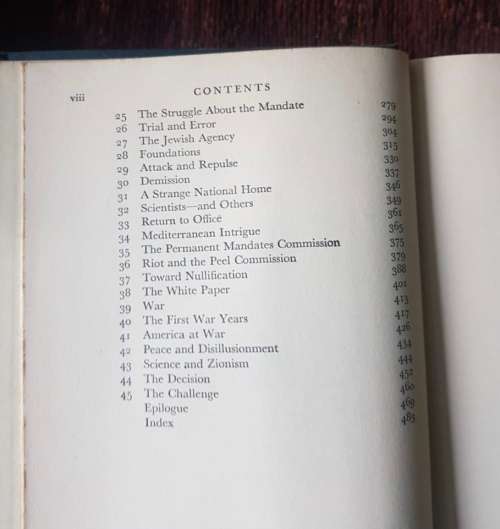 viii CONTENTS
25 The Struggle About the Mandate 279
26 Trial and Error 294
27 The Jewish Agency 304
28 Foundations 315
29 Attack and Repulse 330
30 Demission 337
31 A Strange National Home 346
32 Scientists—and Others 349
33 Return to Office 361
34 Mediterranean Intrigue 365
35 The Permanent Mandates Commission 375
36 Riot and the Peel Commission 379
37 Toward Nullification 388
38 The White Paper 401
39 War 413
40 The First War Years 417
41 America at War 426
42 Peace and Disillusionment 434
43 Science and Zionism 444
44 The Decision 452
45 The Challenge 460
Epilogue 469
Index 483